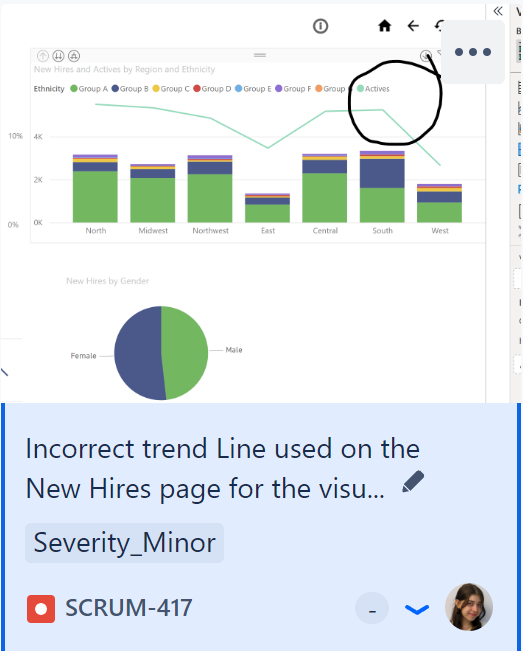 New Hires and Actives by Region and Ethnicity
Ethnicity Group A Group B Group C Group D Group E Group F Group Actives
10%
4K
2K
0%
0K
North Midwest Northwest East Central South West
New Hires by Gender
Female
Male
Incorrect trend Line used on the
New Hires page for the visu...
Severity_Minor
SCRUM-417
-